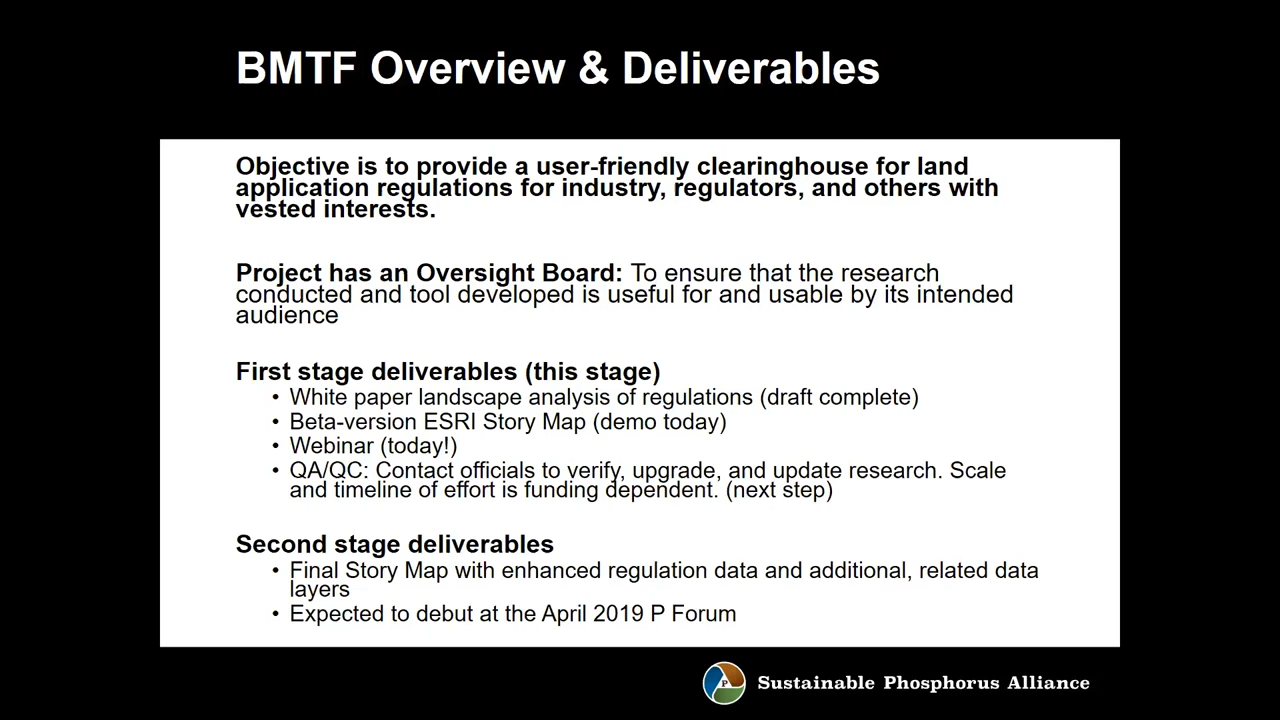 BMTF Overview & Deliverables
Objective is to provide a user-friendly clearinghouse for land
application regulations for industry, regulators, and others with
vested interests.
Project has an Oversight Board: To ensure that the research
conducted and tool developed is useful for and usable by its intended
audience
First stage deliverables (this stage)
• White paper landscape analysis of regulations (draft complete)
• Beta-version ESRI Story Map (demo today)
• Webinar (today!)
• QA/QC: Contact officials to verify, upgrade, and update research. Scale
and timeline of effort is funding dependent. (next step)
Second stage deliverables
• Final Story Map with enhanced regulation data and additional, related data
layers
• Expected to debut at the April 2019 P Forum
P
Sustainable Phosphorus Alliance